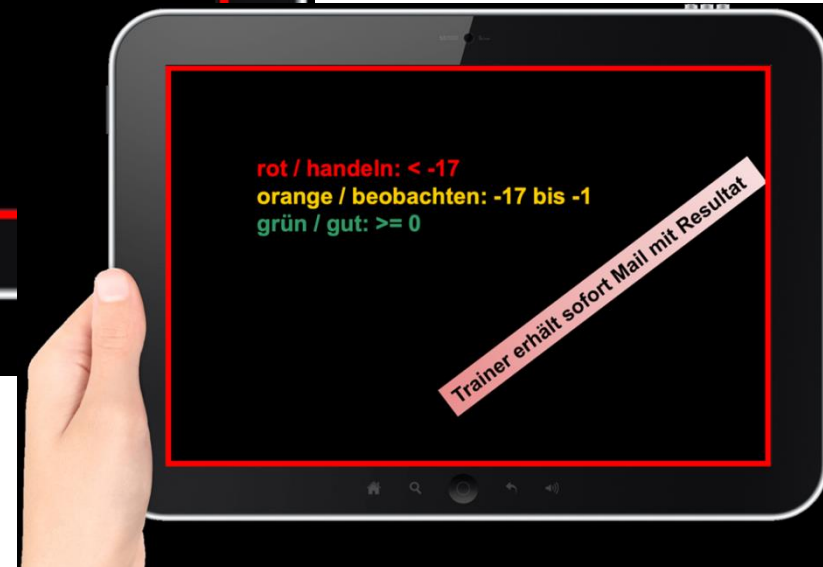 rot / handeln: < -17
orange / beobachten: -17 bis -1
grün / gut: >= 0
Trainer erhält sofort Mail mit Resultat